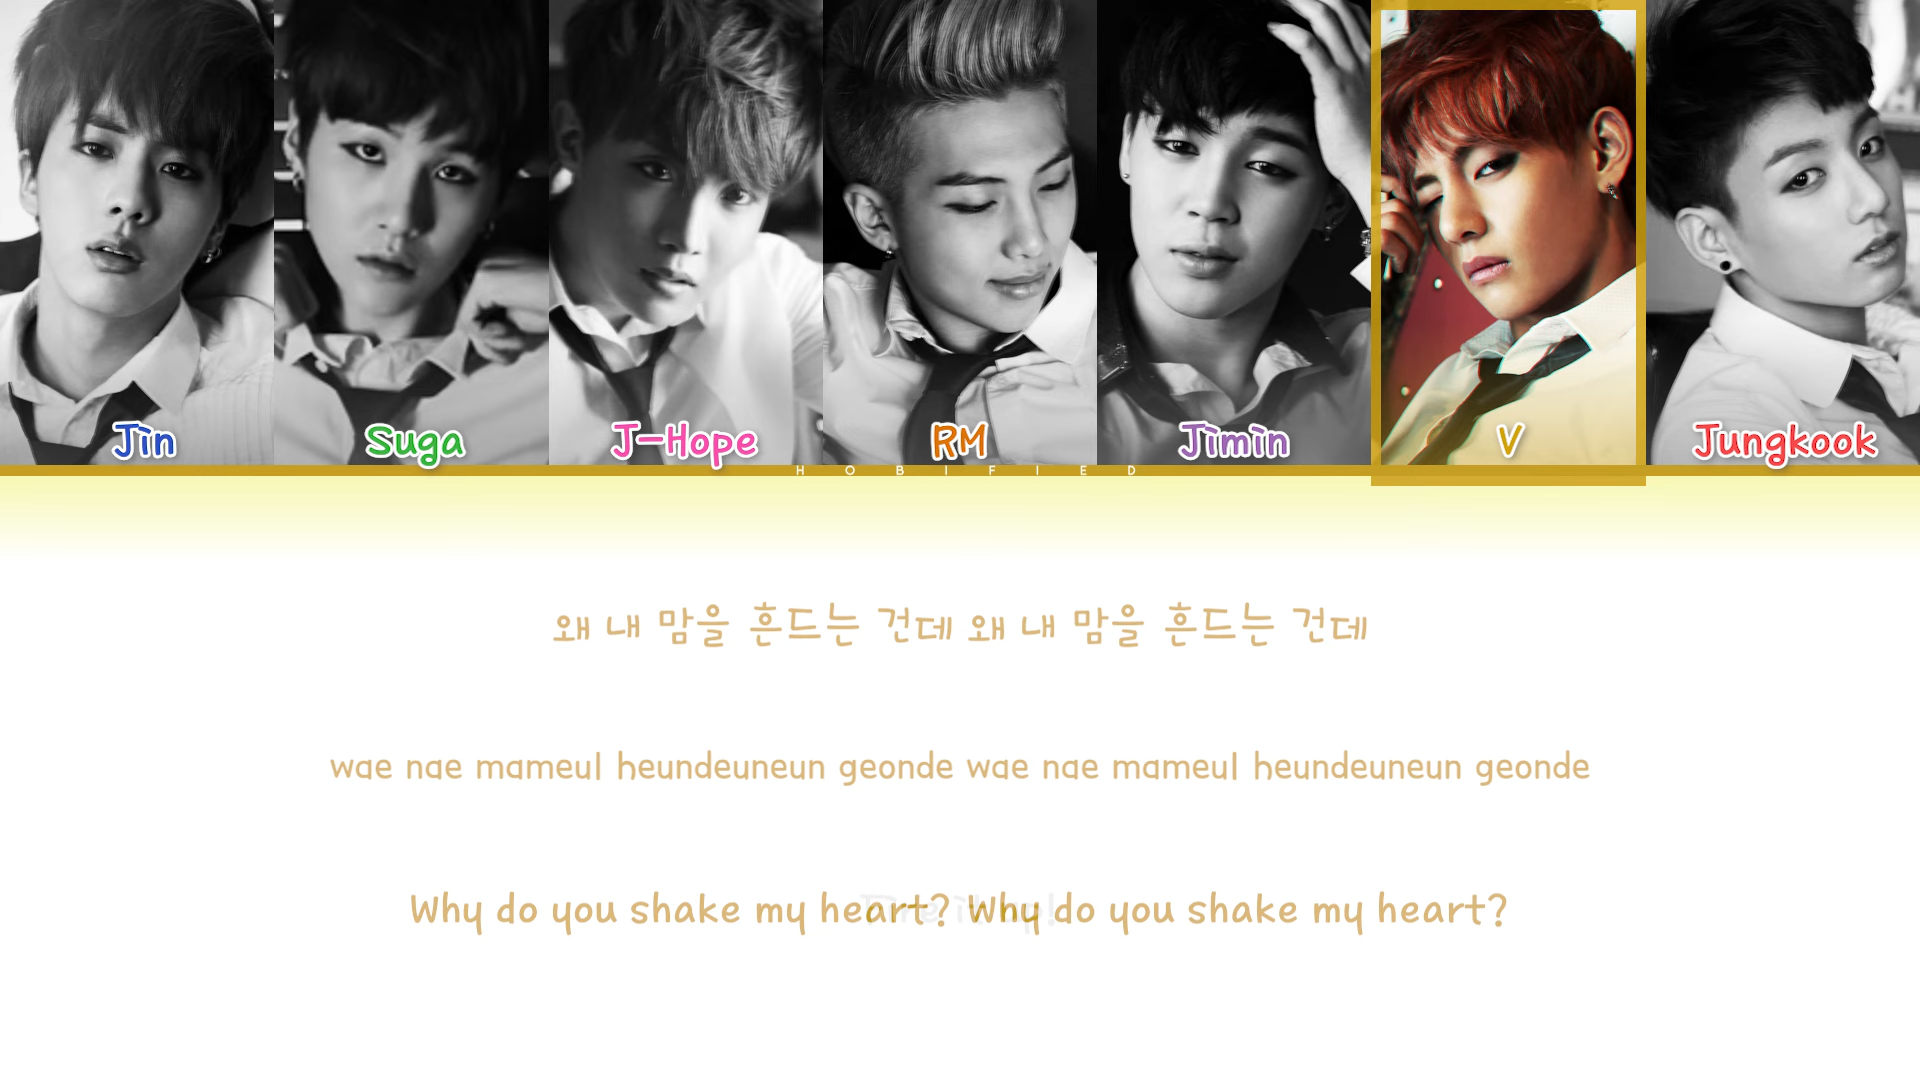 Jin Suga J-Hope RM Jimin V Jungkook
HOBIFIED
왜 내 맘을 흔드는 건데 왜 내 맘을 흔드는 건데
wae nae mameul heundeuneun geonde wae nae mameul heundeuneun geonde
Why do you shake my heart? Why do you shake my heart?